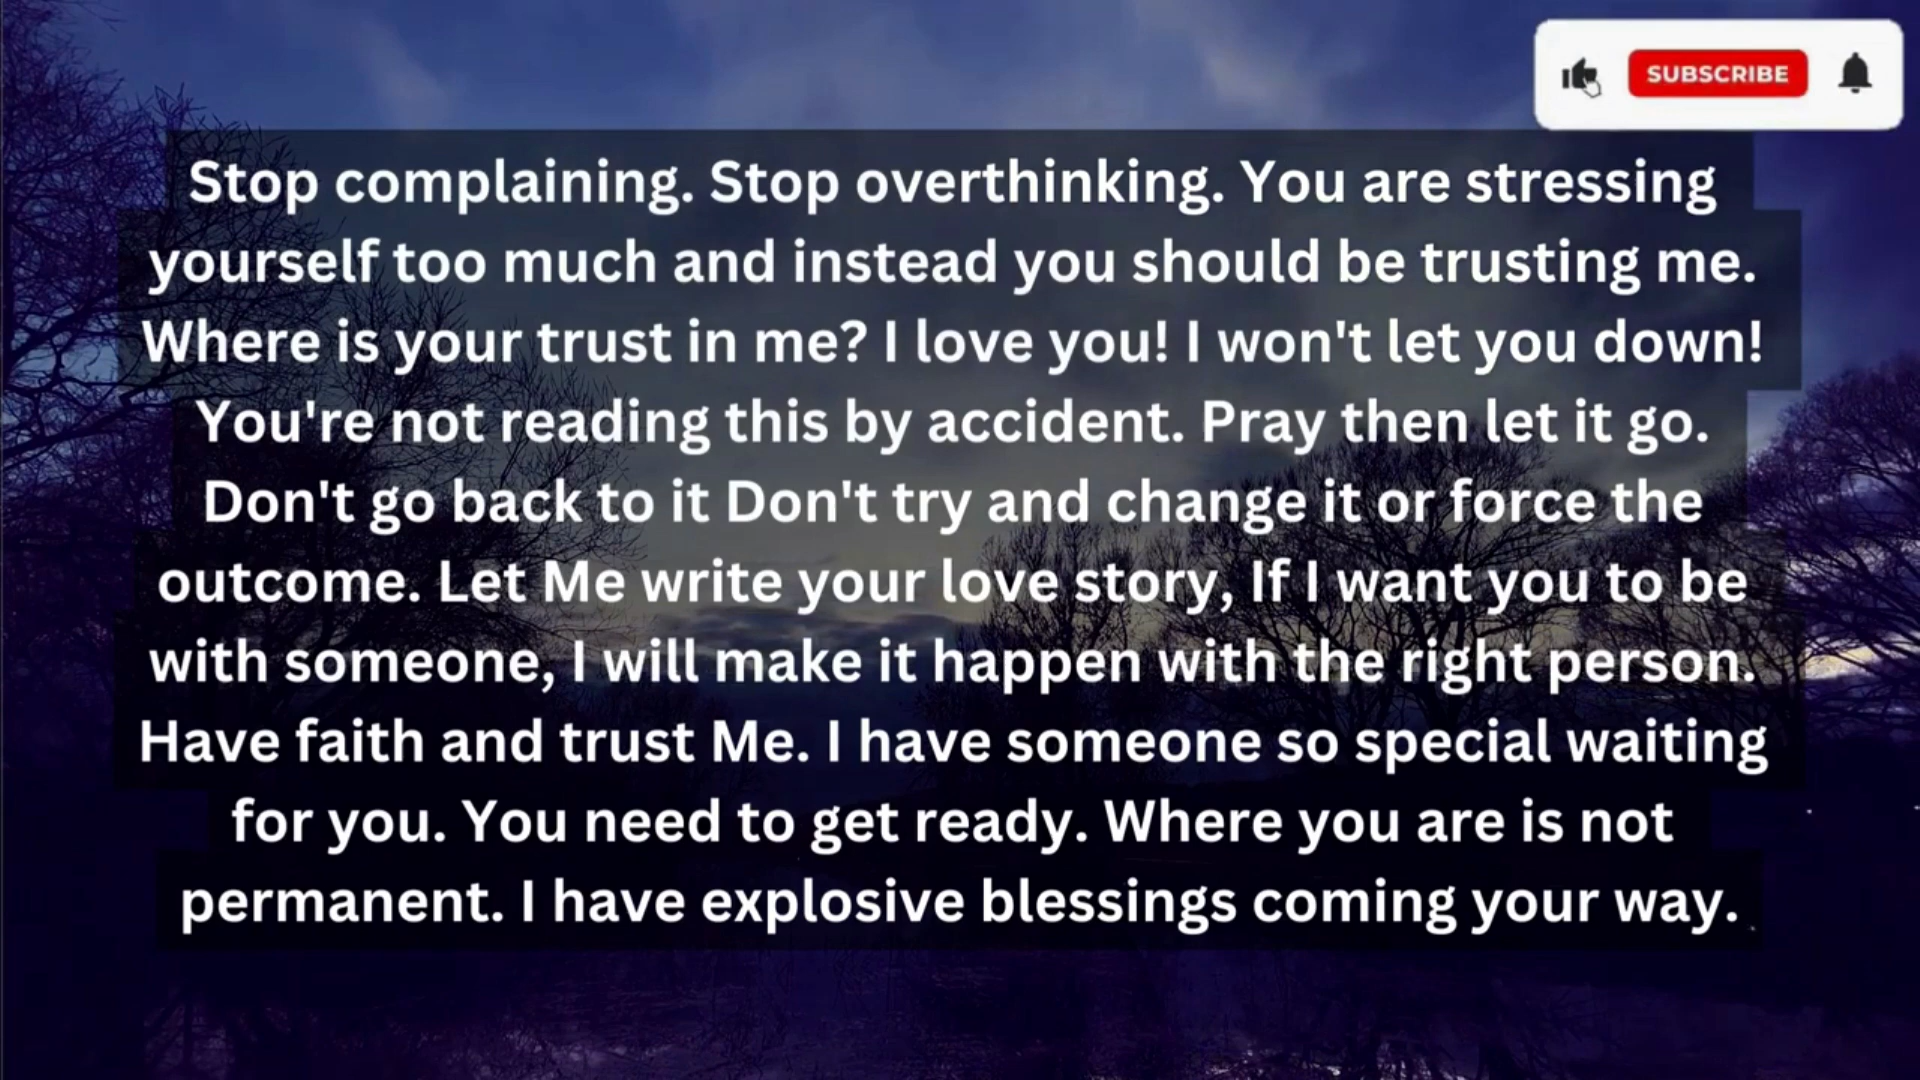 SUBSCRIBE
Stop complaining. Stop overthinking. You are stressing
yourself too much and instead you should be trusting me.
Where is your trust in me? I love you! I won't let you down!
You're not reading this by accident. Pray then let it go.
Don't go back to it Don't try and change it or force the
outcome. Let Me write your love story, If I want you to be
with someone, I will make it happen with the right person.
Have faith and trust Me. I have someone so special waiting
for you. You need to get ready. Where you are is not
permanent. I have explosive blessings coming your way.